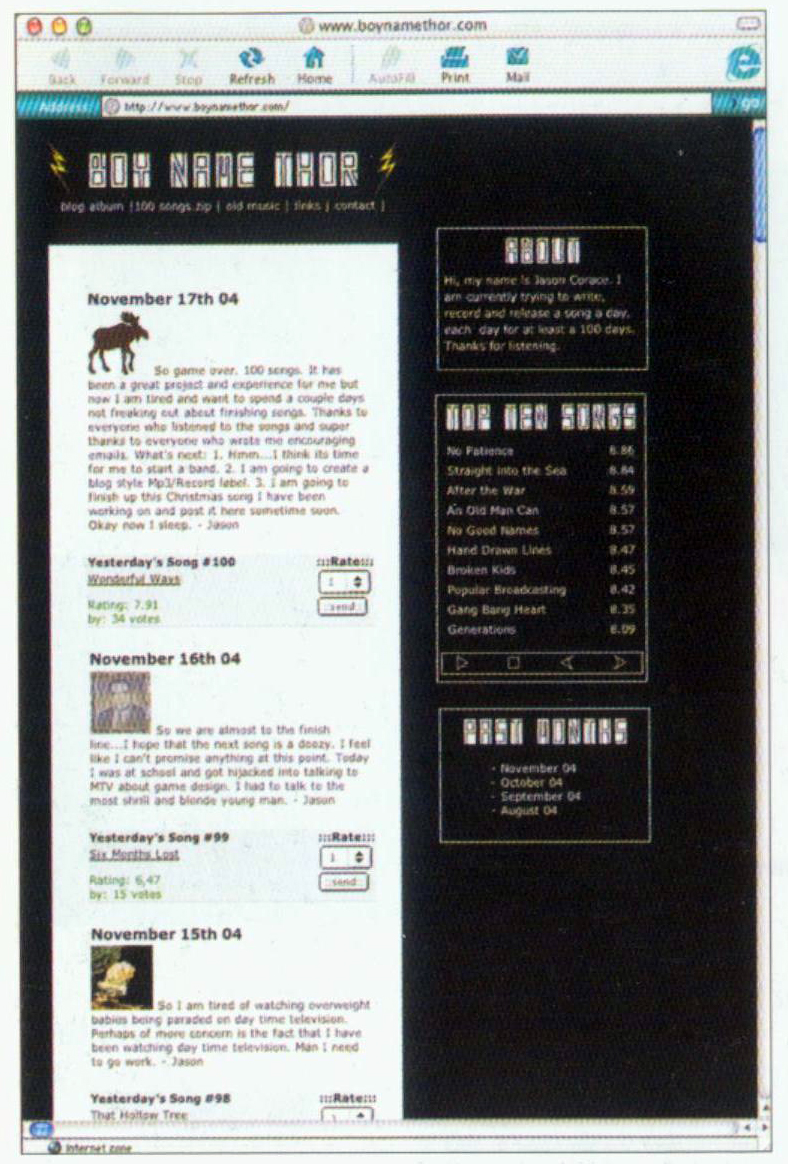 www.boynamethor.com
Back Forward Stop Refresh Home AutoFill Print Mail
Address http://www.boynamethor.com/ go
BOY NAME THOR
blog album |100 songs.zip | old music | links | contact |
November 17th 04
So game over. 100 songs. It has
been a great project and experience for me but
now I am tired and want to spend a couple days
not freaking out about finishing songs. Thanks to
everyone who listened to the songs and super
thanks to everyone who wrote me encouraging
emails. What's next: 1. Hmm...I think its time
for me to start a band. 2. I am going to create a
blog style Mp3/Record label. 3. I am going to
finish up this Christmas song I have been
working on and post it here sometime soon.
Okay now I sleep. - Jason
Yesterday's Song #100 :::Rate:::
Wonderful Ways 1
Rating: 7.91 ::send::
by: 34 votes
November 16th 04
So we are almost to the finish
line...I hope that the next song is a doozy. I feel
like I can't promise anything at this point. Today
I was at school and got hijacked into talking to
MTV about game design. I had to talk to the
most shrill and blonde young man. - Jason
Yesterday's Song #99 :::Rate:::
Six Months Lost 1
Rating: 6,47 ::send::
by: 15 votes
November 15th 04
So I am tired of watching overweight
babies being paraded on day time television.
Perhaps of more concern is the fact that I have
been watching day time television. Man I need
to go work. - Jason
Yesterday's Song #98 :::Rate:::
That Hollow Tree 1
ABOUT
Hi, my name is Jason Corace. I
am currently trying to write,
record and release a song a day,
each day for at least a 100 days.
Thanks for listening.
TOP TEN SONGS
No Patience 8.86
Straight into the Sea 8.84
After the War 8.59
An Old Man Can 8.57
No Good Names 8.57
Hand Drawn Lines 8.47
Broken Kids 8.45
Popular Broadcasting 8.42
Gang Bang Heart 8.35
Generations 8.09
PAST MONTHS
- November 04
- October 04
- September 04
- August 04
Internet zone